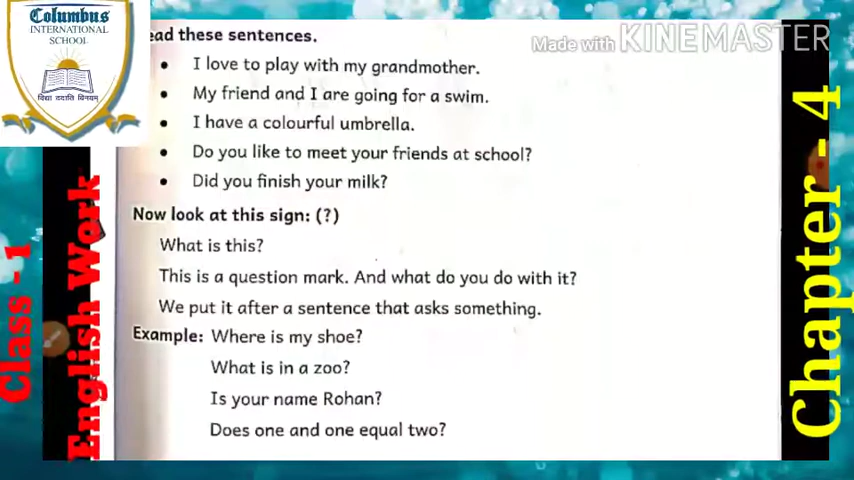 Columbus
INTERNATIONAL
SCHOOL
विद्या ददाति विनयम्
Made with KINEMASTER
ead these sentences.
• I love to play with my grandmother.
• My friend and I are going for a swim.
• I have a colourful umbrella.
• Do you like to meet your friends at school?
• Did you finish your milk?
Now look at this sign: (?)
What is this?
This is a question mark. And what do you do with it?
We put it after a sentence that asks something.
Example: Where is my shoe?
What is in a zoo?
Is your name Rohan?
Does one and one equal two?
Class - 1
English Work
Chapter - 4